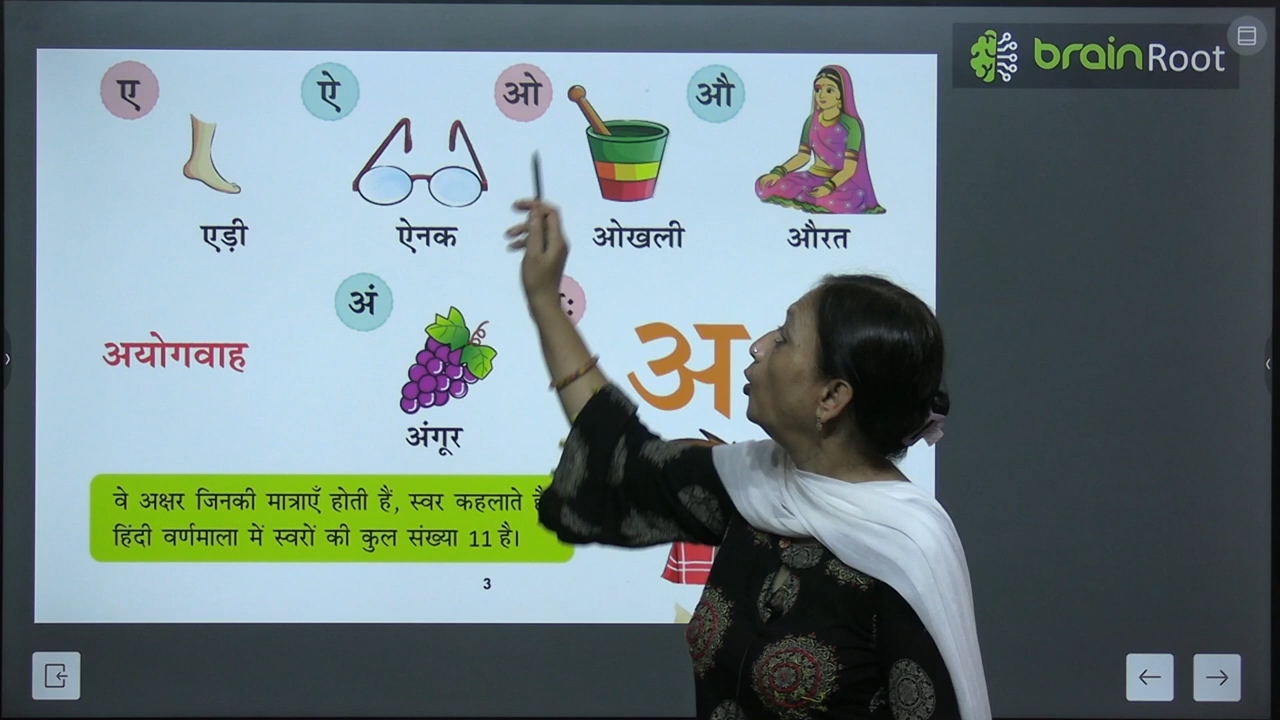 brainRoot
ए ऐ ओ औ
एड़ी ऐनक ओखली औरत
अं :
अयोगवाह
अ
अंगूर
वे अक्षर जिनकी मात्राएँ होती हैं, स्वर कहलाते
हिंदी वर्णमाला में स्वरों की कुल संख्या 11 है।
3